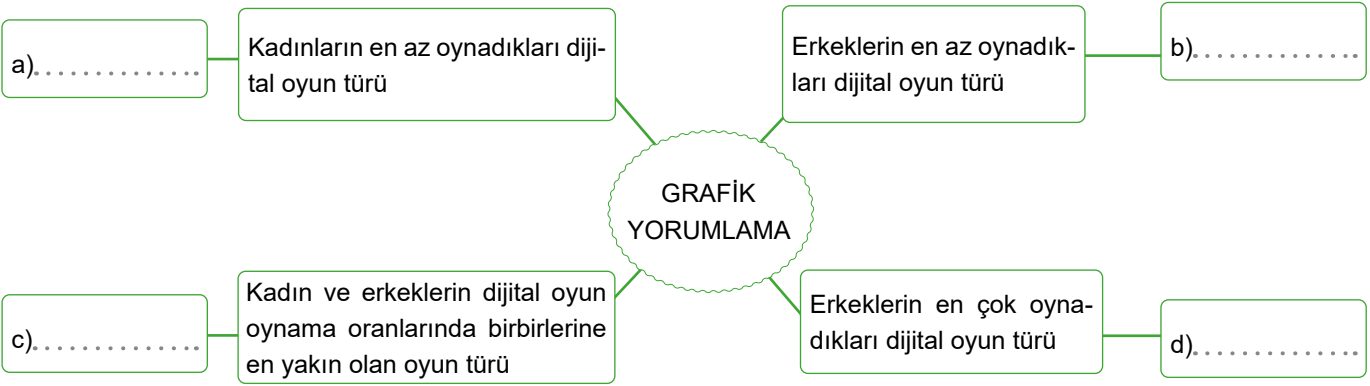 a)..............
Kadınların en az oynadıkları diji-
tal oyun türü
Erkeklerin en az oynadık-
ları dijital oyun türü
b)..............
GRAFİK
YORUMLAMA
c)..............
Kadın ve erkeklerin dijital oyun
oynama oranlarında birbirlerine
en yakın olan oyun türü
Erkeklerin en çok oyna-
dıkları dijital oyun türü
d)..............